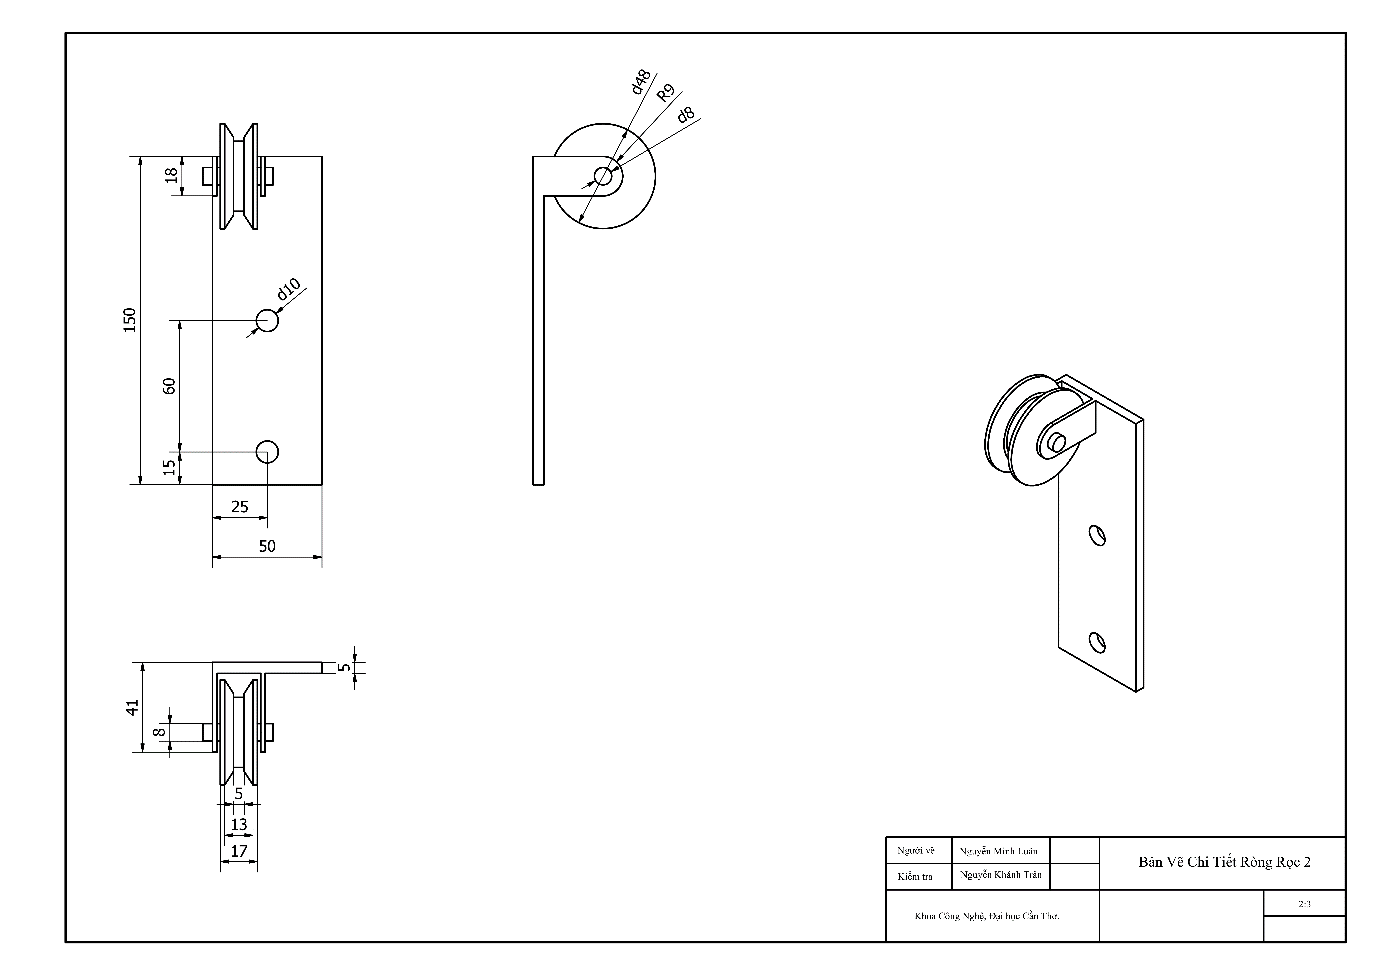 d48
R9
d8
18
d10
150
60
15
25
50
5
41
8
5
13
17
Người vẽ
Nguyễn Minh Luân
Bản Vẽ Chi Tiết Ròng Rọc 2
Kiểm tra
Nguyễn Khánh Trân
Khoa Công Nghệ, Đại học Cần Thơ.
2:3